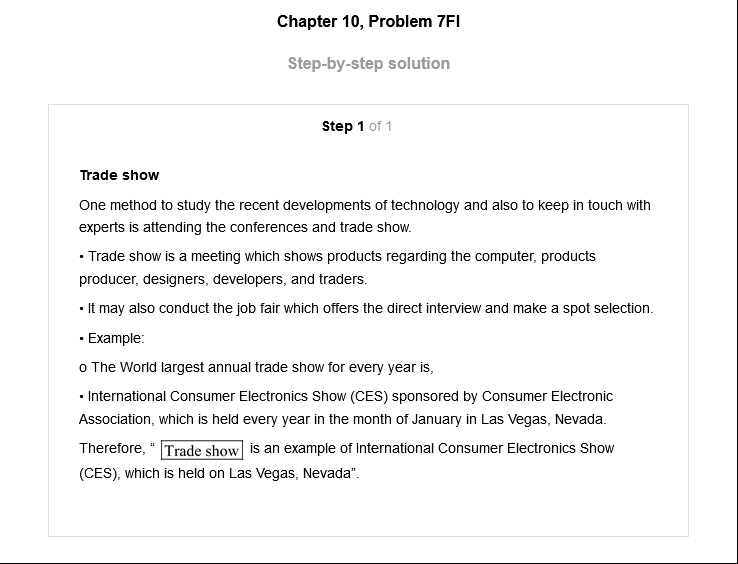 Chapter 10, Problem 7FI
Step-by-step solution
Step 1 of 1
Trade show
One method to study the recent developments of technology and also to keep in touch with
experts is attending the conferences and trade show.
• Trade show is a meeting which shows products regarding the computer, products
producer, designers, developers, and traders.
• It may also conduct the job fair which offers the direct interview and make a spot selection.
• Example:
o The World largest annual trade show for every year is,
• International Consumer Electronics Show (CES) sponsored by Consumer Electronic
Association, which is held every year in the month of January in Las Vegas, Nevada.
Therefore, “ Trade show is an example of International Consumer Electronics Show
(CES), which is held on Las Vegas, Nevada”.